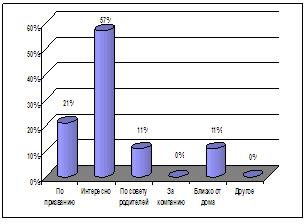 60%
50%
40%
30%
20%
10%
0%
21%
57%
11%
0%
11%
0%
По призванию
Интересно
По совету родителей
За компанию
Близко от дома
Другое